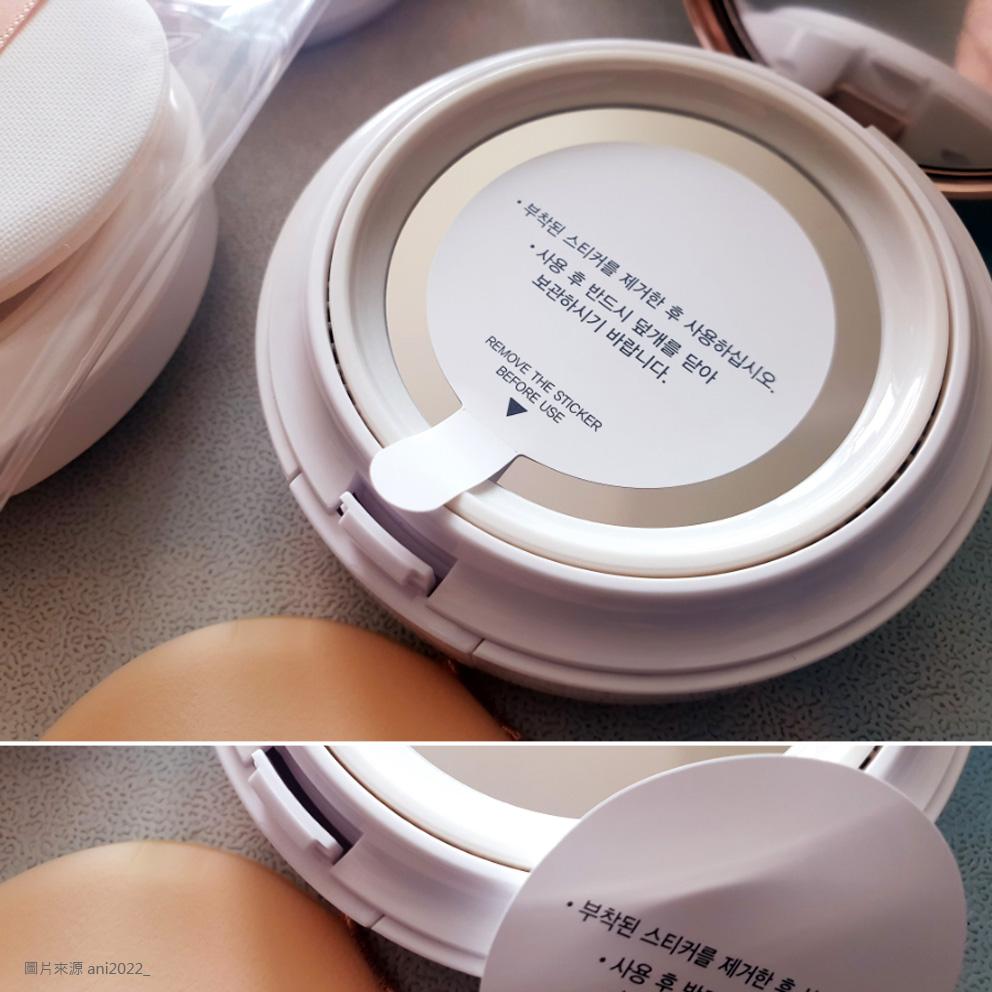 • 부착된 스티커를 제거한 후 사용하십시오.
• 사용 후 반드시 덮개를 닫아
보관하시기 바랍니다.
REMOVE THE STICKER
BEFORE USE
• 부착된 스티커를 제거한 후
• 사용 후
圖片來源 ani2022_